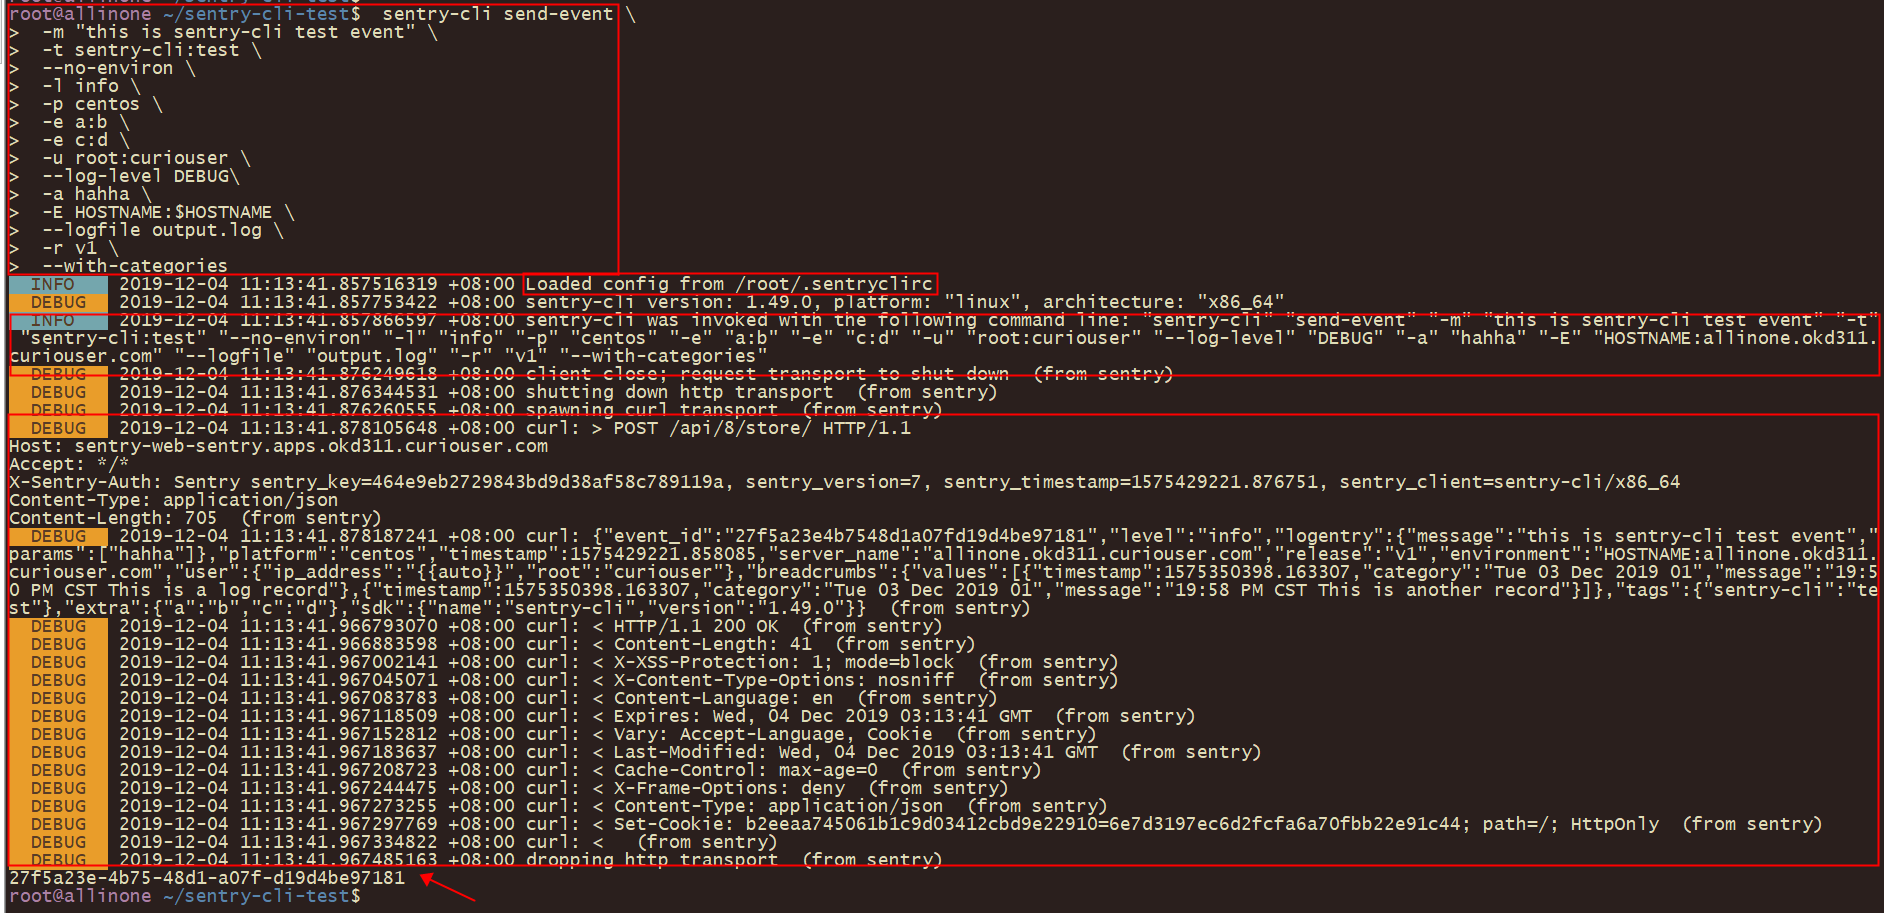 root@allinone ~/sentry-cli-test$  sentry-cli send-event \
>  -m "this is sentry-cli test event" \
>  -t sentry-cli:test \
>  --no-environ \
>  -l info \
>  -p centos \
>  -e a:b \
>  -e c:d \
>  -u root:curiouser \
>  --log-level DEBUG\
>  -a hahha \
>  -E HOSTNAME:$HOSTNAME \
>  --logfile output.log \
>  -r v1 \
>  --with-categories
INFO 2019-12-04 11:13:41.857516319 +08:00 Loaded config from /root/.sentryclirc
DEBUG 2019-12-04 11:13:41.857753422 +08:00 sentry-cli version: 1.49.0, platform: "linux", architecture: "x86_64"
INFO 2019-12-04 11:13:41.857866597 +08:00 sentry-cli was invoked with the following command line: "sentry-cli" "send-event" "-m" "this is sentry-cli test event" "-t"
"sentry-cli:test" "--no-environ" "-l" "info" "-p" "centos" "-e" "a:b" "-e" "c:d" "-u" "root:curiouser" "--log-level" "DEBUG" "-a" "hahha" "-E" "HOSTNAME:allinone.okd311.
curiouser.com" "--logfile" "output.log" "-r" "v1" "--with-categories"
DEBUG 2019-12-04 11:13:41.876249618 +08:00 client close; request transport to shut down  (from sentry)
DEBUG 2019-12-04 11:13:41.876344531 +08:00 shutting down http transport  (from sentry)
DEBUG 2019-12-04 11:13:41.876260555 +08:00 spawning curl transport  (from sentry)
DEBUG 2019-12-04 11:13:41.878105648 +08:00 curl: > POST /api/8/store/ HTTP/1.1
Host: sentry-web-sentry.apps.okd311.curiouser.com
Accept: */*
X-Sentry-Auth: Sentry sentry_key=464e9eb2729843bd9d38af58c789119a, sentry_version=7, sentry_timestamp=1575429221.876751, sentry_client=sentry-cli/x86_64
Content-Type: application/json
Content-Length: 705  (from sentry)
DEBUG 2019-12-04 11:13:41.878187241 +08:00 curl: {"event_id":"27f5a23e4b7548d1a07fd19d4be97181","level":"info","logentry":{"message":"this is sentry-cli test event","
params":["hahha"]},"platform":"centos","timestamp":1575429221.858085,"server_name":"allinone.okd311.curiouser.com","release":"v1","environment":"HOSTNAME:allinone.okd311.
curiouser.com","user":{"ip_address":"{{auto}}","root":"curiouser"},"breadcrumbs":{"values":[{"timestamp":1575350398.163307,"category":"Tue 03 Dec 2019 01","message":"19:5
0 PM CST This is a log record"},{"timestamp":1575350398.163307,"category":"Tue 03 Dec 2019 01","message":"19:58 PM CST This is another record"}]},"tags":{"sentry-cli":"te
st"},"extra":{"a":"b","c":"d"},"sdk":{"name":"sentry-cli","version":"1.49.0"}}  (from sentry)
DEBUG 2019-12-04 11:13:41.966793070 +08:00 curl: < HTTP/1.1 200 OK  (from sentry)
DEBUG 2019-12-04 11:13:41.966883598 +08:00 curl: < Content-Length: 41  (from sentry)
DEBUG 2019-12-04 11:13:41.967002141 +08:00 curl: < X-XSS-Protection: 1; mode=block  (from sentry)
DEBUG 2019-12-04 11:13:41.967045071 +08:00 curl: < X-Content-Type-Options: nosniff  (from sentry)
DEBUG 2019-12-04 11:13:41.967083783 +08:00 curl: < Content-Language: en  (from sentry)
DEBUG 2019-12-04 11:13:41.967118509 +08:00 curl: < Expires: Wed, 04 Dec 2019 03:13:41 GMT  (from sentry)
DEBUG 2019-12-04 11:13:41.967152812 +08:00 curl: < Vary: Accept-Language, Cookie  (from sentry)
DEBUG 2019-12-04 11:13:41.967183637 +08:00 curl: < Last-Modified: Wed, 04 Dec 2019 03:13:41 GMT  (from sentry)
DEBUG 2019-12-04 11:13:41.967208723 +08:00 curl: < Cache-Control: max-age=0  (from sentry)
DEBUG 2019-12-04 11:13:41.967244475 +08:00 curl: < X-Frame-Options: deny  (from sentry)
DEBUG 2019-12-04 11:13:41.967273255 +08:00 curl: < Content-Type: application/json  (from sentry)
DEBUG 2019-12-04 11:13:41.967297769 +08:00 curl: < Set-Cookie: b2eeaa745061b1c9d03412cbd9e22910=6e7d3197ec6d2fcfa6a70fbb22e91c44; path=/; HttpOnly  (from sentry)
DEBUG 2019-12-04 11:13:41.967334822 +08:00 curl: <   (from sentry)
DEBUG 2019-12-04 11:13:41.967485163 +08:00 dropping http transport  (from sentry)
27f5a23e-4b75-48d1-a07f-d19d4be97181
root@allinone ~/sentry-cli-test$